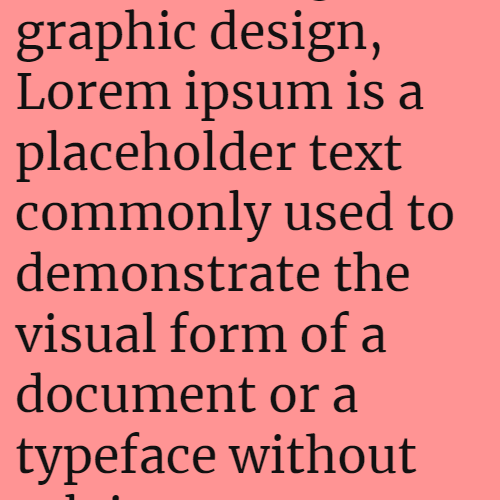 graphic design,
Lorem ipsum is a
placeholder text
commonly used to
demonstrate the
visual form of a
document or a
typeface without